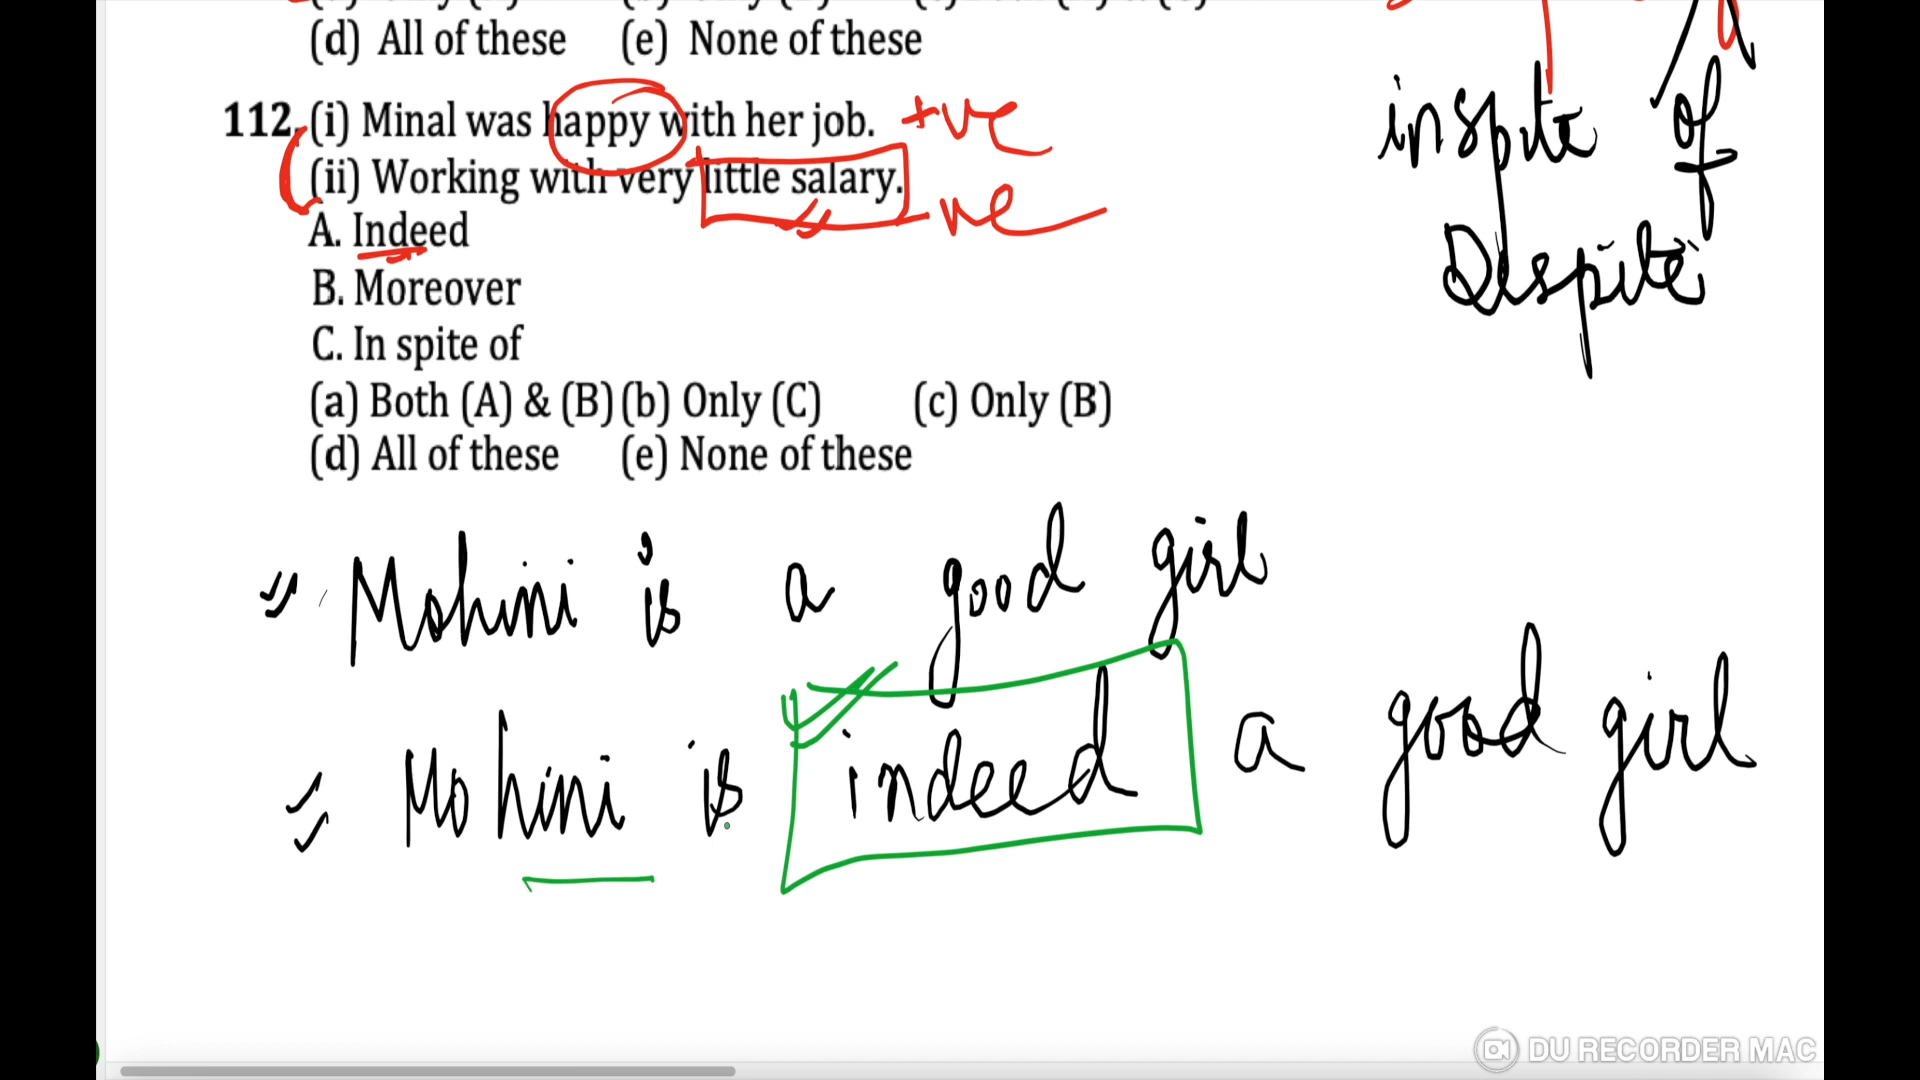 (d) All of these (e) None of these
112. (i) Minal was happy with her job. +ve
(ii) Working with very little salary. -ve
A. Indeed
B. Moreover
C. In spite of
(a) Both (A) & (B) (b) Only (C) (c) Only (B)
(d) All of these (e) None of these
inspite of
Despite
Mohini is a good girl
Mohini is indeed a good girl
DU RECORDER MAC